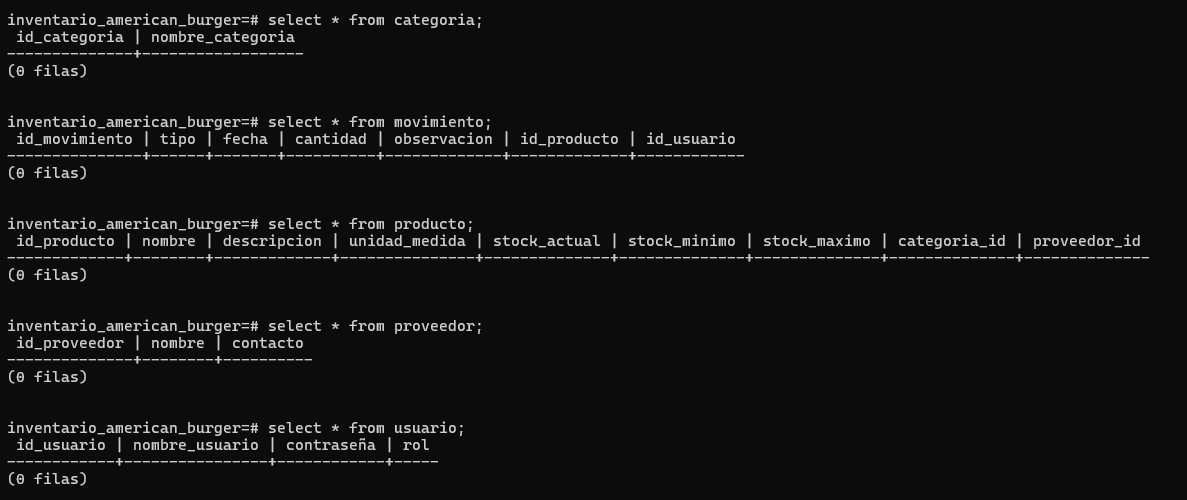 inventario_american_burger=# select * from categoria;
 id_categoria | nombre_categoria
--------------+------------------
(0 filas)
inventario_american_burger=# select * from movimiento;
 id_movimiento | tipo | fecha | cantidad | observacion | id_producto | id_usuario
---------------+------+-------+----------+-------------+-------------+------------
(0 filas)
inventario_american_burger=# select * from producto;
 id_producto | nombre | descripcion | unidad_medida | stock_actual | stock_minimo | stock_maximo | categoria_id | proveedor_id
-------------+--------+-------------+---------------+--------------+--------------+--------------+--------------+--------------
(0 filas)
inventario_american_burger=# select * from proveedor;
 id_proveedor | nombre | contacto
--------------+--------+----------
(0 filas)
inventario_american_burger=# select * from usuario;
 id_usuario | nombre_usuario | contraseña | rol
------------+----------------+------------+-----
(0 filas)